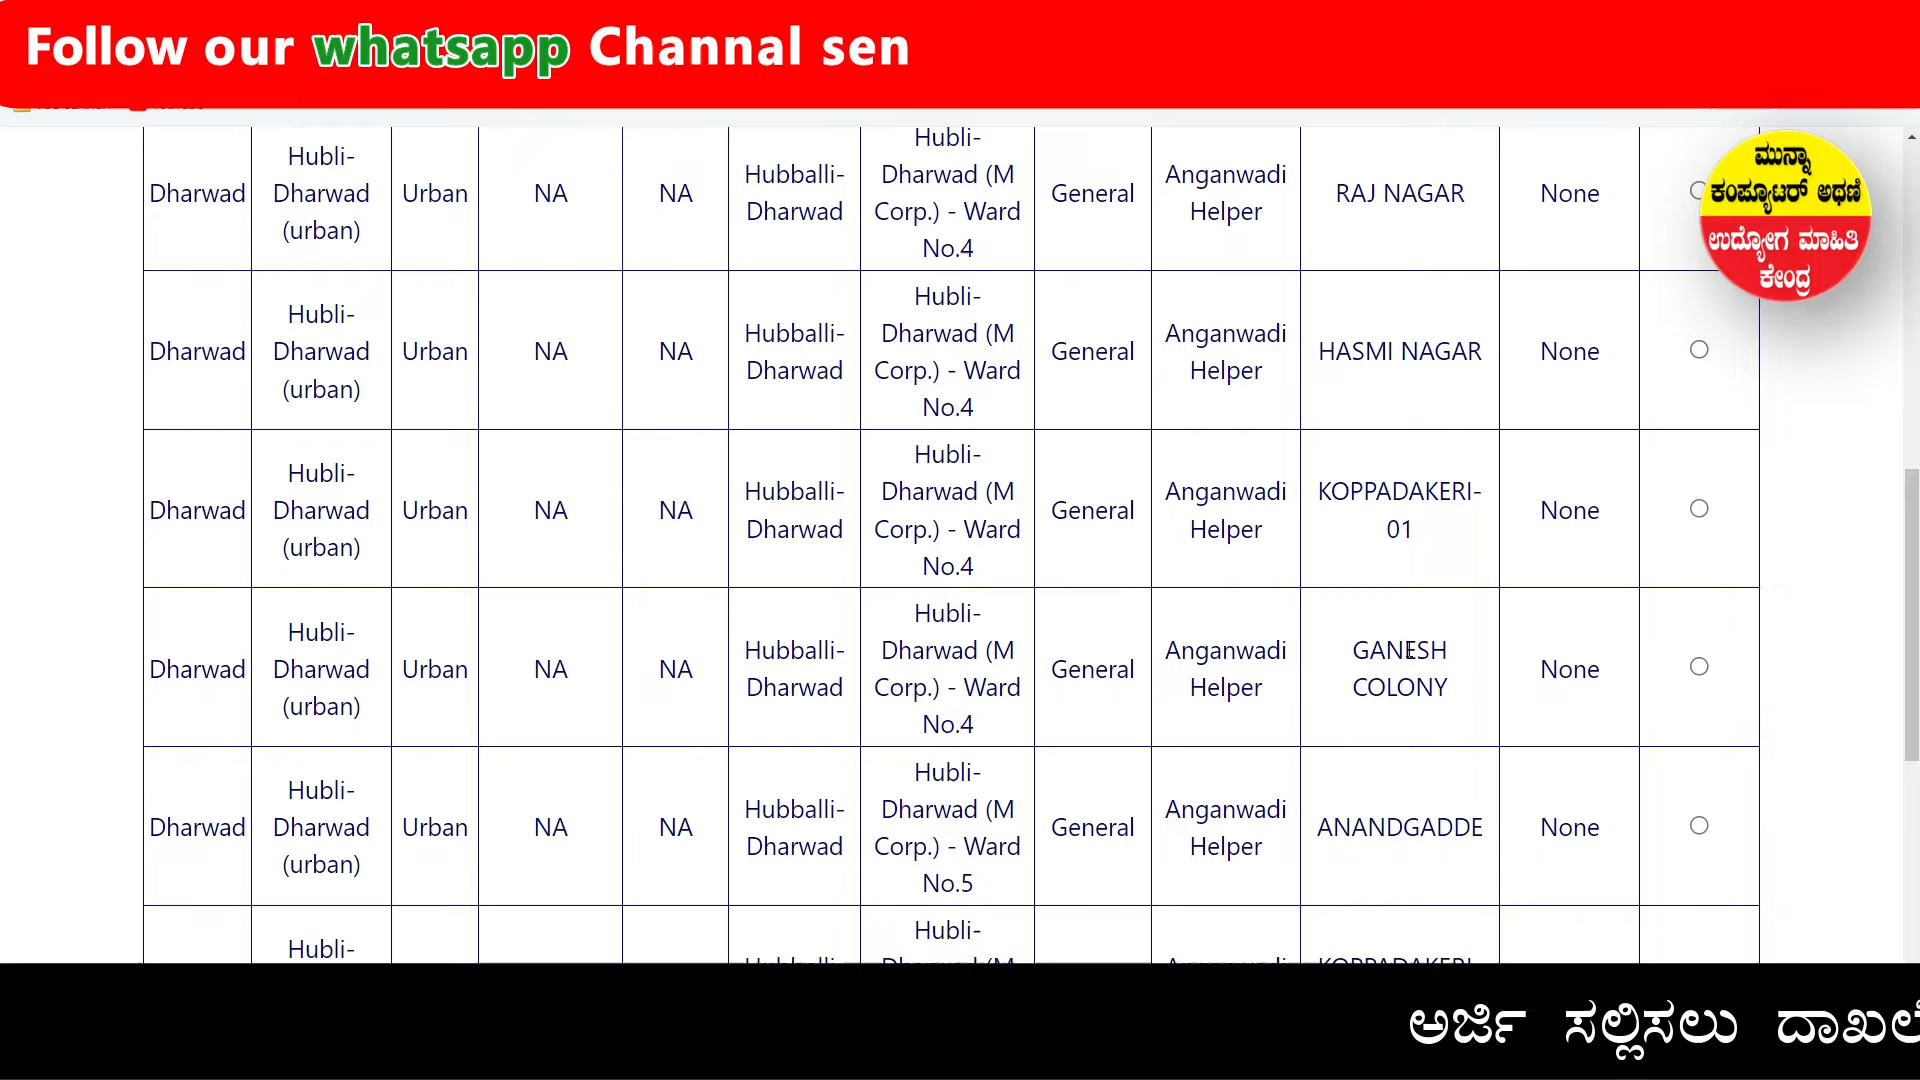 Follow our whatsapp Channal sen
ಮುನ್ನಾ
ಕಂಪ್ಯೂಟರ್ ಅಥಣಿ
ಉದ್ಯೋಗ ಮಾಹಿತಿ
ಕೇಂದ್ರ
Hubli-
Dharwad Hubli-Dharwad (urban) Urban NA NA Hubballi-Dharwad Dharwad (M Corp.) - Ward No.4 General Anganwadi Helper RAJ NAGAR None
Dharwad Hubli-Dharwad (urban) Urban NA NA Hubballi-Dharwad Hubli-Dharwad (M Corp.) - Ward No.4 General Anganwadi Helper HASMI NAGAR None
Dharwad Hubli-Dharwad (urban) Urban NA NA Hubballi-Dharwad Hubli-Dharwad (M Corp.) - Ward No.4 General Anganwadi Helper KOPPADAKERI-01 None
Dharwad Hubli-Dharwad (urban) Urban NA NA Hubballi-Dharwad Hubli-Dharwad (M Corp.) - Ward No.4 General Anganwadi Helper GANESH COLONY None
Dharwad Hubli-Dharwad (urban) Urban NA NA Hubballi-Dharwad Hubli-Dharwad (M Corp.) - Ward No.5 General Anganwadi Helper ANANDGADDE None
Hubli- Hubli-
ಅರ್ಜಿ ಸಲ್ಲಿಸಲು